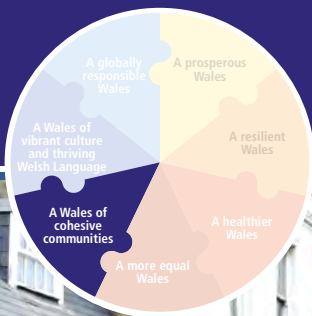 A globally
responsible
Wales
A prosperous
Wales
A resilient
Wales
A healthier
Wales
A more equal
Wales
A Wales of
cohesive
communities
A Wales of
vibrant culture
and thriving
Welsh Language